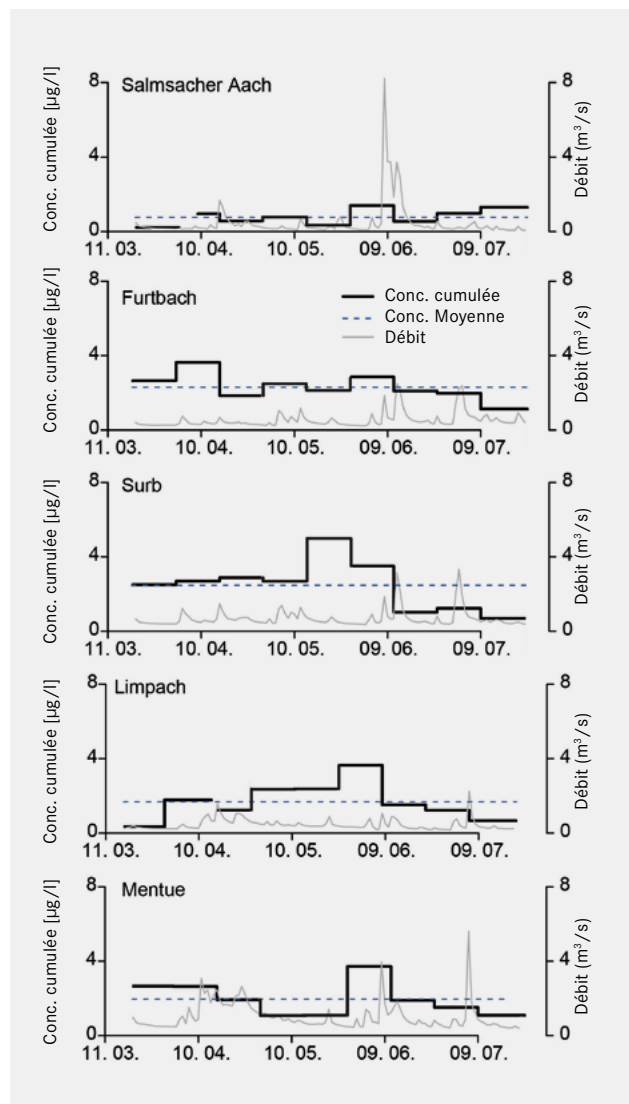 Salmsacher Aach
Conc. cumulée [µg/l]
8
4
0
8
4
0
Débit (m³/s)
11. 03. 10. 04. 10. 05. 09. 06. 09. 07.
Furtbach
Conc. cumulée [µg/l]
8
4
0
Conc. cumulée
Conc. Moyenne
Débit
8
4
0
Débit (m³/s)
11. 03. 10. 04. 10. 05. 09. 06. 09. 07.
Surb
Conc. cumulée [µg/l]
8
4
0
8
4
0
Débit (m³/s)
11. 03. 10. 04. 10. 05. 09. 06. 09. 07.
Limpach
Conc. cumulée [µg/l]
8
4
0
8
4
0
Débit (m³/s)
11. 03. 10. 04. 10. 05. 09. 06. 09. 07.
Mentue
Conc. cumulée [µg/l]
8
4
0
8
4
0
Débit (m³/s)
11. 03. 10. 04. 10. 05. 09. 06. 09. 07.